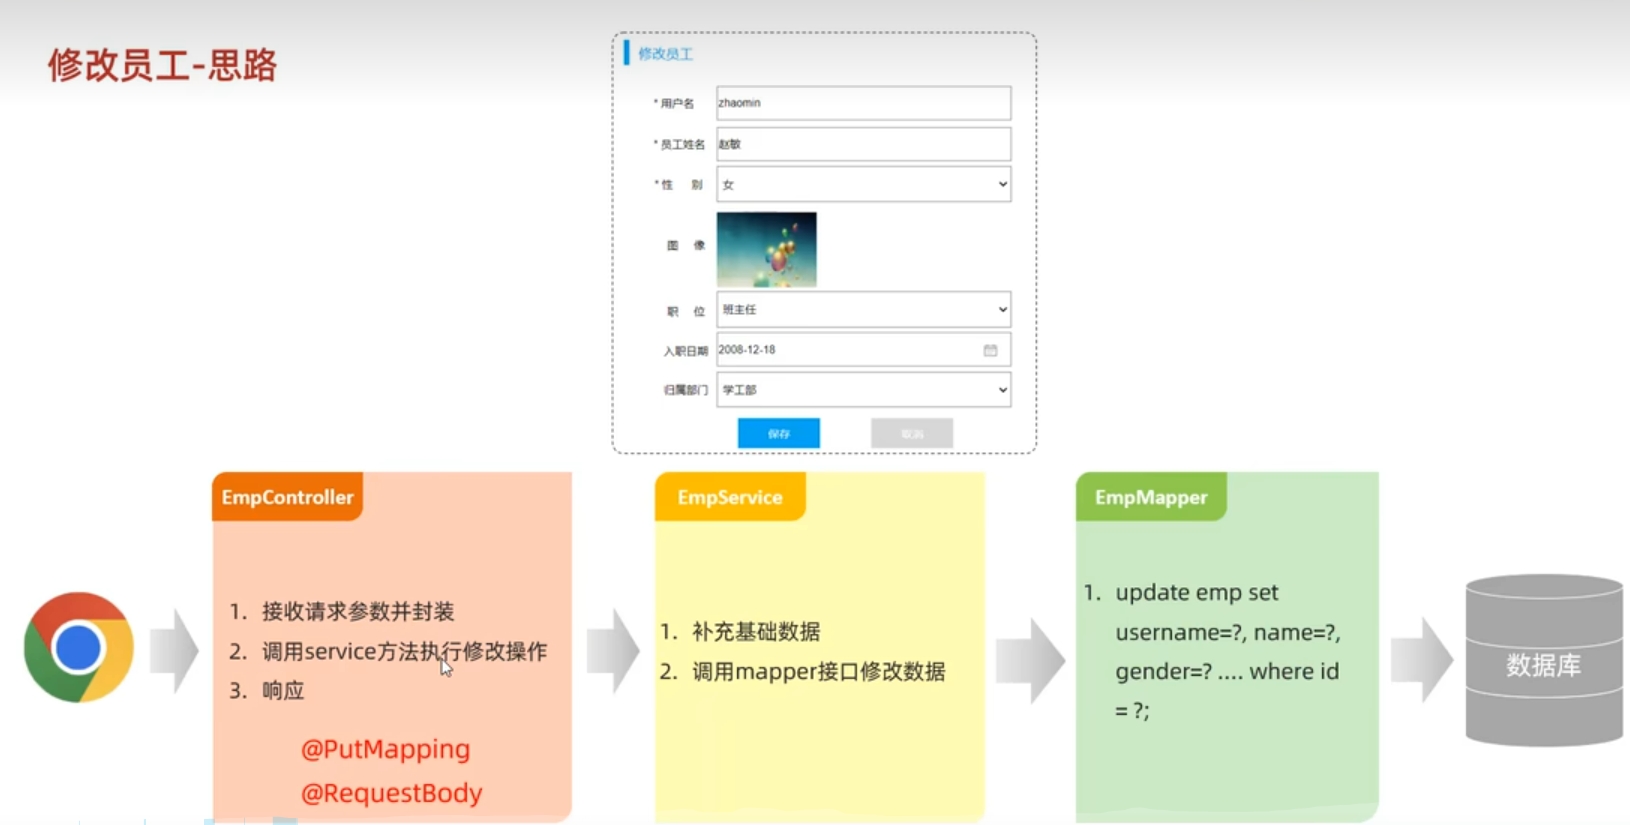 修改员工-思路
修改员工
* 用户名
zhaomin
* 员工姓名
赵敏
* 性 别
女
图 像
职 位
班主任
入职日期
2008-12-18
归属部门
学工部
保存
取消
EmpController
1. 接收请求参数并封装
2. 调用service方法执行修改操作
3. 响应
@PutMapping
@RequestBody
EmpService
1. 补充基础数据
2. 调用mapper接口修改数据
EmpMapper
1. update emp set
username=?, name=?,
gender=? .... where id
= ?;
数据库